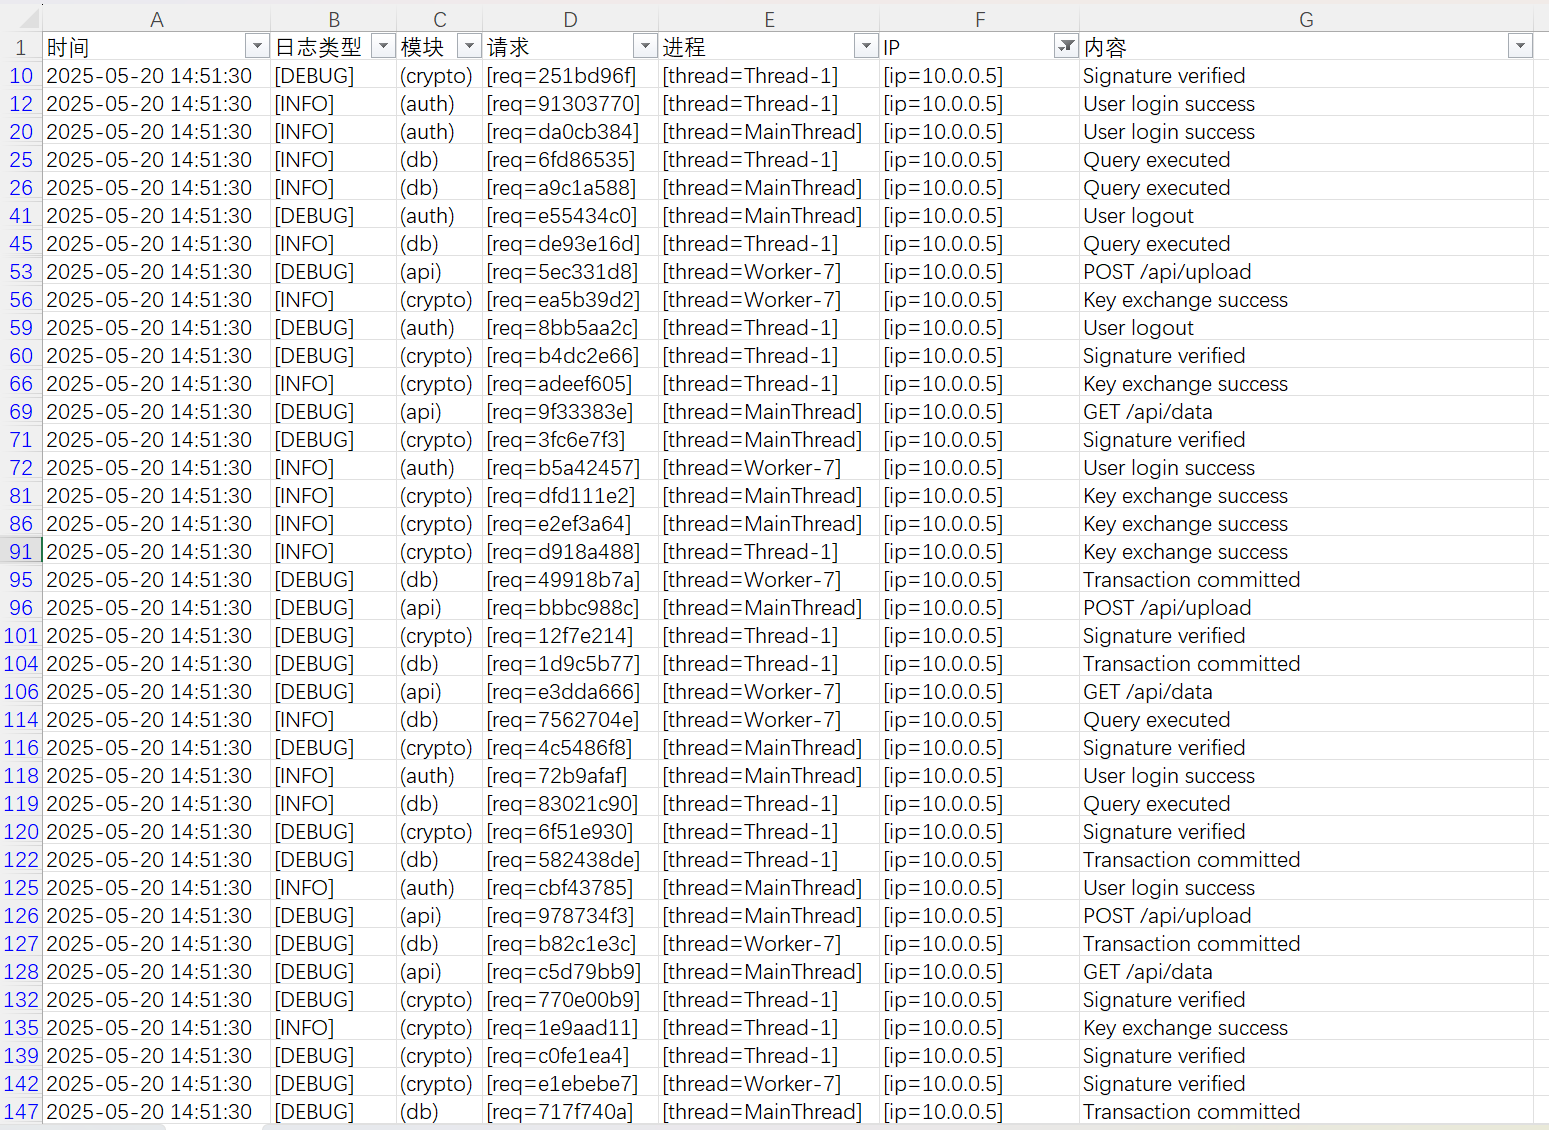 A B C D E F G
1 时间 日志类型 模块 请求 进程 IP 内容
10 2025-05-20 14:51:30 [DEBUG] (crypto) [req=251bd96f] [thread=Thread-1] [ip=10.0.0.5] Signature verified
12 2025-05-20 14:51:30 [INFO] (auth) [req=91303770] [thread=Thread-1] [ip=10.0.0.5] User login success
20 2025-05-20 14:51:30 [INFO] (auth) [req=da0cb384] [thread=MainThread] [ip=10.0.0.5] User login success
25 2025-05-20 14:51:30 [INFO] (db) [req=6fd86535] [thread=Thread-1] [ip=10.0.0.5] Query executed
26 2025-05-20 14:51:30 [INFO] (db) [req=a9c1a588] [thread=MainThread] [ip=10.0.0.5] Query executed
41 2025-05-20 14:51:30 [DEBUG] (auth) [req=e55434c0] [thread=MainThread] [ip=10.0.0.5] User logout
45 2025-05-20 14:51:30 [INFO] (db) [req=de93e16d] [thread=Thread-1] [ip=10.0.0.5] Query executed
53 2025-05-20 14:51:30 [DEBUG] (api) [req=5ec331d8] [thread=Worker-7] [ip=10.0.0.5] POST /api/upload
56 2025-05-20 14:51:30 [INFO] (crypto) [req=ea5b39d2] [thread=Worker-7] [ip=10.0.0.5] Key exchange success
59 2025-05-20 14:51:30 [DEBUG] (auth) [req=8bb5aa2c] [thread=Thread-1] [ip=10.0.0.5] User logout
60 2025-05-20 14:51:30 [DEBUG] (crypto) [req=b4dc2e66] [thread=Thread-1] [ip=10.0.0.5] Signature verified
66 2025-05-20 14:51:30 [INFO] (crypto) [req=adeef605] [thread=Thread-1] [ip=10.0.0.5] Key exchange success
69 2025-05-20 14:51:30 [DEBUG] (api) [req=9f33383e] [thread=MainThread] [ip=10.0.0.5] GET /api/data
71 2025-05-20 14:51:30 [DEBUG] (crypto) [req=3fc6e7f3] [thread=MainThread] [ip=10.0.0.5] Signature verified
72 2025-05-20 14:51:30 [INFO] (auth) [req=b5a42457] [thread=Worker-7] [ip=10.0.0.5] User login success
81 2025-05-20 14:51:30 [INFO] (crypto) [req=dfd111e2] [thread=MainThread] [ip=10.0.0.5] Key exchange success
86 2025-05-20 14:51:30 [INFO] (crypto) [req=e2ef3a64] [thread=MainThread] [ip=10.0.0.5] Key exchange success
91 2025-05-20 14:51:30 [INFO] (crypto) [req=d918a488] [thread=Thread-1] [ip=10.0.0.5] Key exchange success
95 2025-05-20 14:51:30 [DEBUG] (db) [req=49918b7a] [thread=Worker-7] [ip=10.0.0.5] Transaction committed
96 2025-05-20 14:51:30 [DEBUG] (api) [req=bbbc988c] [thread=MainThread] [ip=10.0.0.5] POST /api/upload
101 2025-05-20 14:51:30 [DEBUG] (crypto) [req=12f7e214] [thread=Thread-1] [ip=10.0.0.5] Signature verified
104 2025-05-20 14:51:30 [DEBUG] (db) [req=1d9c5b77] [thread=Thread-1] [ip=10.0.0.5] Transaction committed
106 2025-05-20 14:51:30 [DEBUG] (api) [req=e3dda666] [thread=Worker-7] [ip=10.0.0.5] GET /api/data
114 2025-05-20 14:51:30 [INFO] (db) [req=7562704e] [thread=Worker-7] [ip=10.0.0.5] Query executed
116 2025-05-20 14:51:30 [DEBUG] (crypto) [req=4c5486f8] [thread=MainThread] [ip=10.0.0.5] Signature verified
118 2025-05-20 14:51:30 [INFO] (auth) [req=72b9afaf] [thread=MainThread] [ip=10.0.0.5] User login success
119 2025-05-20 14:51:30 [INFO] (db) [req=83021c90] [thread=Thread-1] [ip=10.0.0.5] Query executed
120 2025-05-20 14:51:30 [DEBUG] (crypto) [req=6f51e930] [thread=Thread-1] [ip=10.0.0.5] Signature verified
122 2025-05-20 14:51:30 [DEBUG] (db) [req=582438de] [thread=Thread-1] [ip=10.0.0.5] Transaction committed
125 2025-05-20 14:51:30 [INFO] (auth) [req=cbf43785] [thread=MainThread] [ip=10.0.0.5] User login success
126 2025-05-20 14:51:30 [DEBUG] (api) [req=978734f3] [thread=MainThread] [ip=10.0.0.5] POST /api/upload
127 2025-05-20 14:51:30 [DEBUG] (db) [req=b82c1e3c] [thread=Worker-7] [ip=10.0.0.5] Transaction committed
128 2025-05-20 14:51:30 [DEBUG] (api) [req=c5d79bb9] [thread=MainThread] [ip=10.0.0.5] GET /api/data
132 2025-05-20 14:51:30 [DEBUG] (crypto) [req=770e00b9] [thread=Thread-1] [ip=10.0.0.5] Signature verified
135 2025-05-20 14:51:30 [INFO] (crypto) [req=1e9aad11] [thread=Thread-1] [ip=10.0.0.5] Key exchange success
139 2025-05-20 14:51:30 [DEBUG] (crypto) [req=c0fe1ea4] [thread=Thread-1] [ip=10.0.0.5] Signature verified
142 2025-05-20 14:51:30 [DEBUG] (crypto) [req=e1ebebe7] [thread=Worker-7] [ip=10.0.0.5] Signature verified
147 2025-05-20 14:51:30 [DEBUG] (db) [req=717f740a] [thread=MainThread] [ip=10.0.0.5] Transaction committed